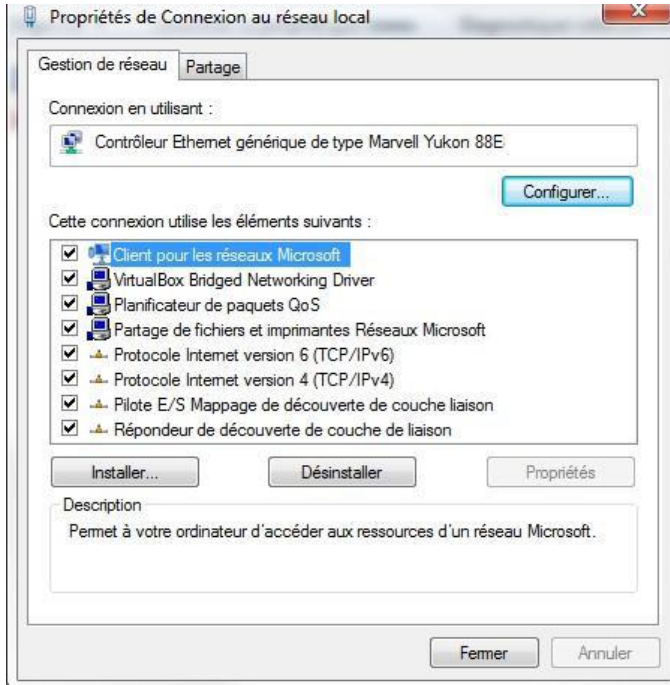 Propriétés de Connexion au réseau local
Gestion de réseau
Partage
Connexion en utilisant :
Contrôleur Ethernet générique de type Marvell Yukon 88E
Configurer...
Cette connexion utilise les éléments suivants :
Client pour les réseaux Microsoft
VirtualBox Bridged Networking Driver
Planificateur de paquets QoS
Partage de fichiers et imprimantes Réseaux Microsoft
Protocole Internet version 6 (TCP/IPv6)
Protocole Internet version 4 (TCP/IPv4)
Pilote E/S Mappage de découverte de couche liaison
Répondeur de découverte de couche de liaison
Installer...
Désinstaller
Propriétés
Description
Permet à votre ordinateur d'accéder aux ressources d'un réseau Microsoft.
Fermer
Annuler